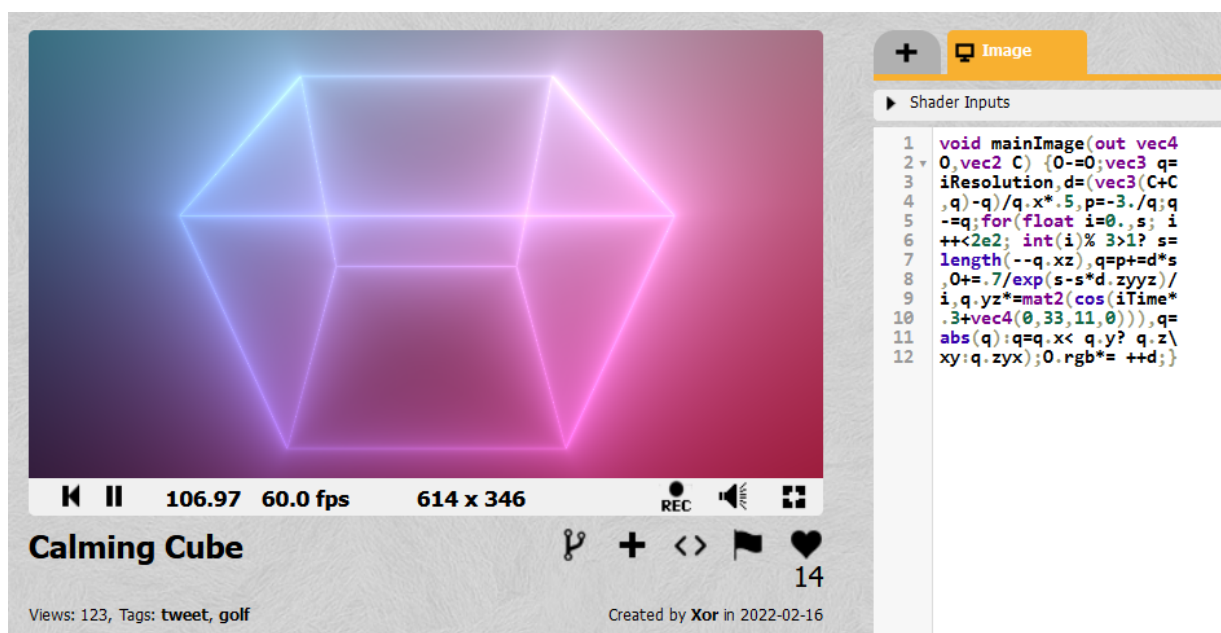 Image
Shader Inputs
1 void mainImage(out vec4
2 O,vec2 C) {O-=O;vec3 q=
3 iResolution,d=(vec3(C+C
4 ,q)-q)/q.x*.5,p=-3./q;q
5 -=q;for(float i=0.,s; i
6 ++<2e2; int(i)% 3>1? s=
7 length(--q.xz),q=p+=d*s
8 ,O+=.7/exp(s-s*d.zyyz)/
9 i,q.yz*=mat2(cos(iTime*
10 .3+vec4(0,33,11,0))),q=
11 abs(q):q=q.x< q.y? q.z\
12 xy:q.zyx);O.rgb*= ++d;}
106.97 60.0 fps 614 x 346 REC
Calming Cube
14
Views: 123, Tags: tweet, golf Created by Xor in 2022-02-16